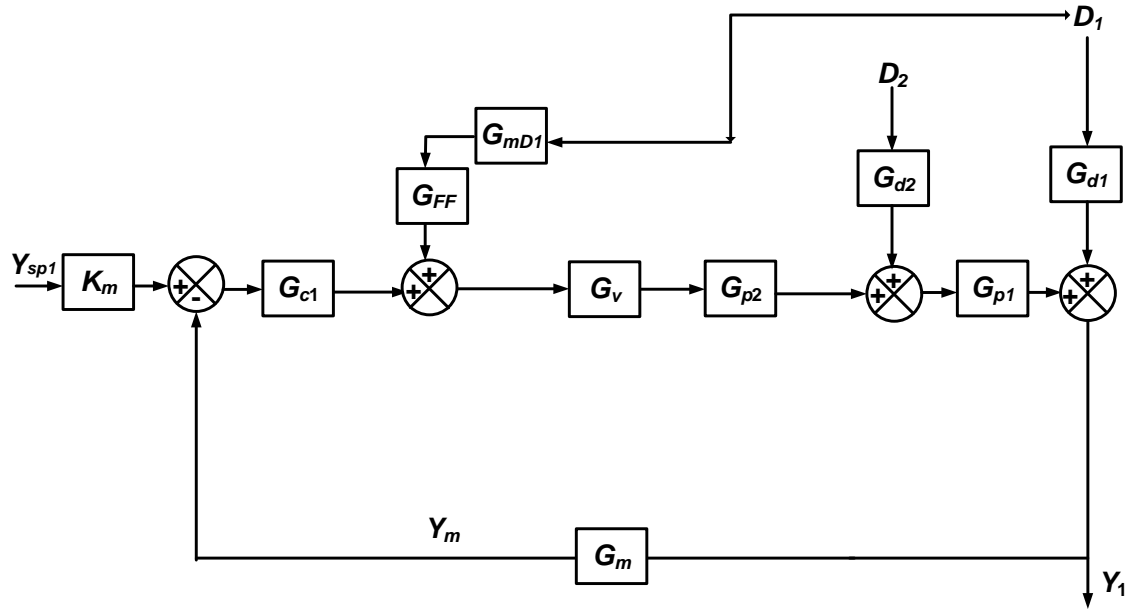 D1
D2
GmD1
Gd2
Gd1
GFF
Ysp1
Km
+
-
Gc1
+
+
Gv
Gp2
+
+
Gp1
+
+
Ym
Gm
Y1